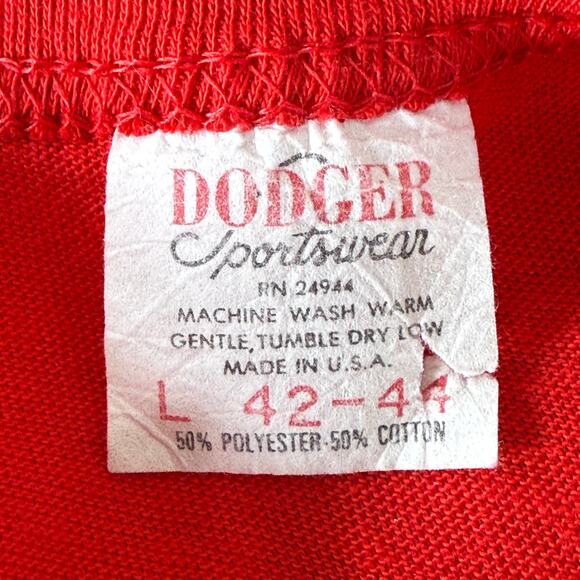 DODGER
Sportswear
RN 24944
MACHINE WASH WARM
GENTLE, TUMBLE DRY LOW
MADE IN U.S.A.
L 42-44
50% POLYESTER-50% COTTON